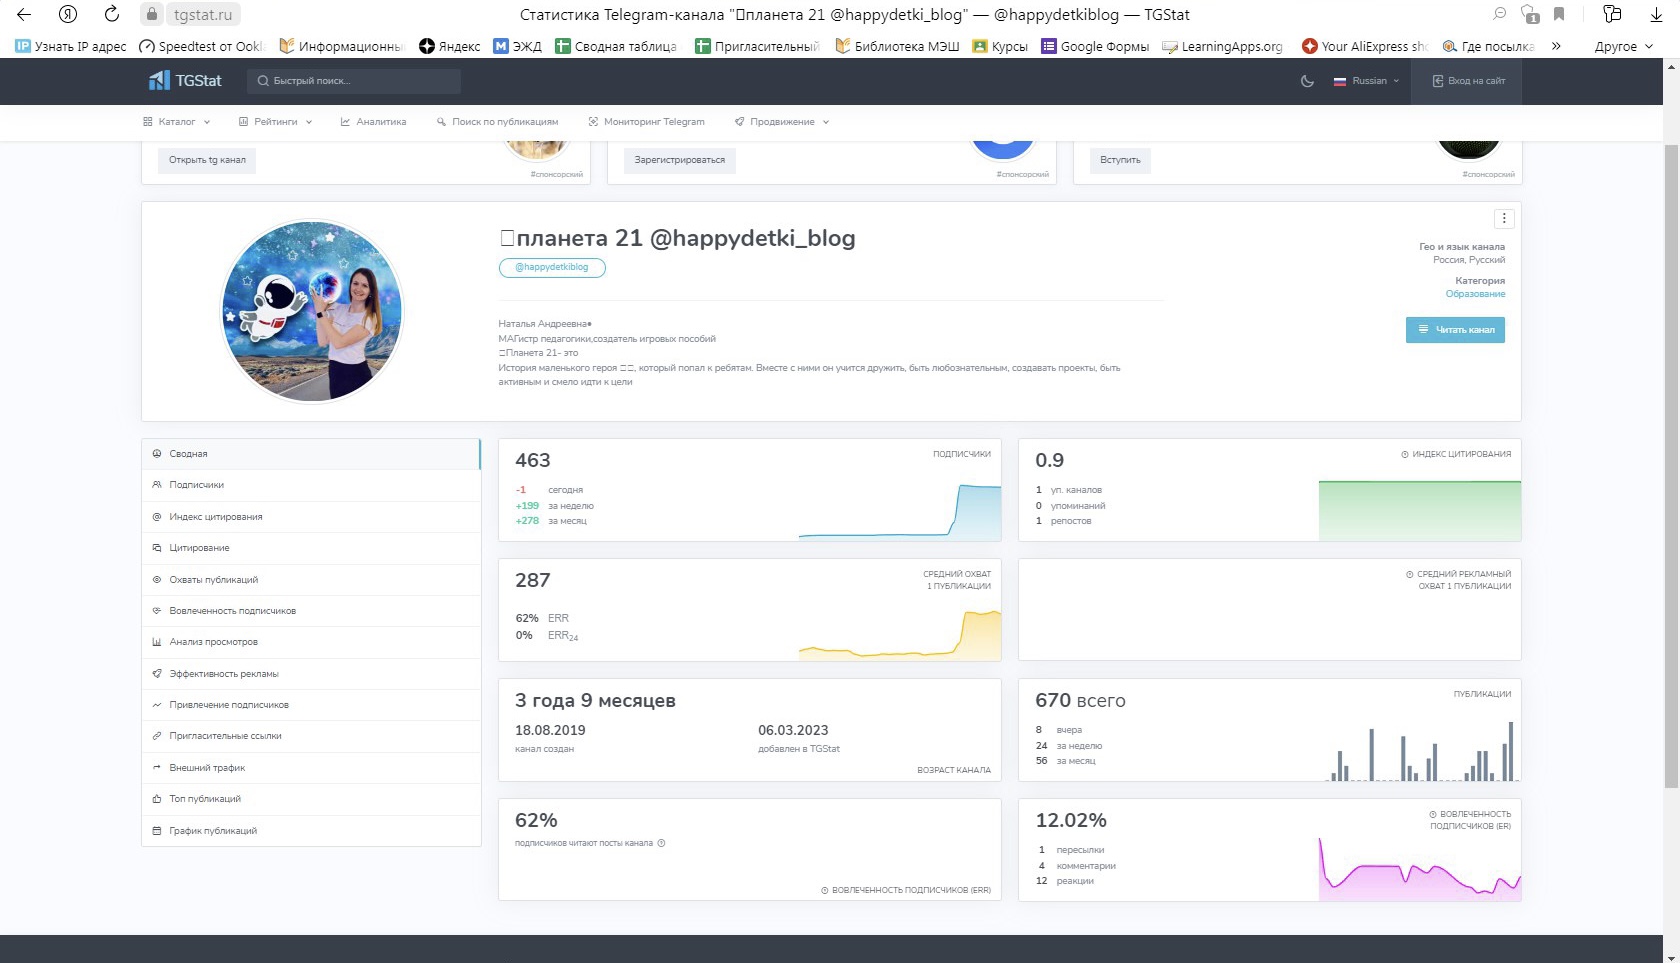 tgstat.ru
Статистика Telegram-канала "планета 21 @happydetki_blog" — @happydetkiblog — TGStat
1
IP Узнать IP адрес
Speedtest от Ookl
Информационны
Яндекс
M ЭЖД
Сводная таблица
Пригласительный
Библиотека МЭШ
Курсы
Google Формы
LearningApps.org
Your AliExpress sh
Где посылка
»
Другое
TGStat
Быстрый поиск...
Russian
Вход на сайт
Каталог
Рейтинги
Аналитика
Поиск по публикациям
Мониторинг Telegram
Продвижение
Открыть tg канал
#спонсорский
Зарегистрироваться
#спонсорский
Вступить
#спонсорский
планета 21 @happydetki_blog
@happydetkiblog
Наталья Андреевна•
МАГистр педагогики,создатель игровых пособий
Планета 21- это
История маленького героя , который попал к ребятам. Вместе с ними он учится дружить, быть любознательным, создавать проекты, быть
активным и смело идти к цели
Гео и язык канала
Россия, Русский
Категория
Образование
Читать канал
Сводная
Подписчики
Индекс цитирования
Цитирование
Охваты публикаций
Вовлеченность подписчиков
Анализ просмотров
Эффективность рекламы
Привлечение подписчиков
Пригласительные ссылки
Внешний трафик
Топ публикаций
График публикаций
463
ПОДПИСЧИКИ
-1 сегодня
+199 за неделю
+278 за месяц
0.9
ИНДЕКС ЦИТИРОВАНИЯ
1 уп. каналов
0 упоминаний
1 репостов
287
СРЕДНИЙ ОХВАТ
1 ПУБЛИКАЦИИ
62% ERR
0% ERR24
СРЕДНИЙ РЕКЛАМНЫЙ
ОХВАТ 1 ПУБЛИКАЦИИ
3 года 9 месяцев
18.08.2019
канал создан
06.03.2023
добавлен в TGStat
ВОЗРАСТ КАНАЛА
670 всего
ПУБЛИКАЦИИ
8 вчера
24 за неделю
56 за месяц
62%
подписчиков читают посты канала
ВОВЛЕЧЕННОСТЬ ПОДПИСЧИКОВ (ERR)
12.02%
ВОВЛЕЧЕННОСТЬ
ПОДПИСЧИКОВ (ER)
1 пересылки
4 комментарии
12 реакции